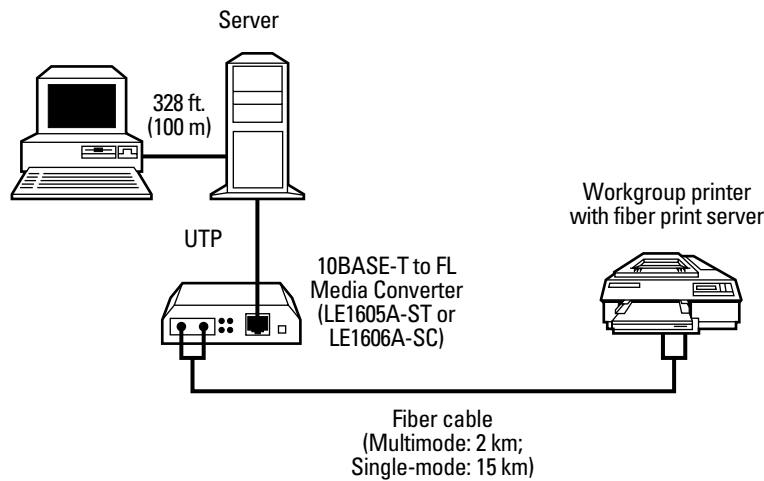 Server
328 ft.
(100 m)
Workgroup printer
with fiber print server
UTP
10BASE-T to FL
Media Converter
(LE1605A-ST or
LE1606A-SC)
Fiber cable
(Multimode: 2 km;
Single-mode: 15 km)